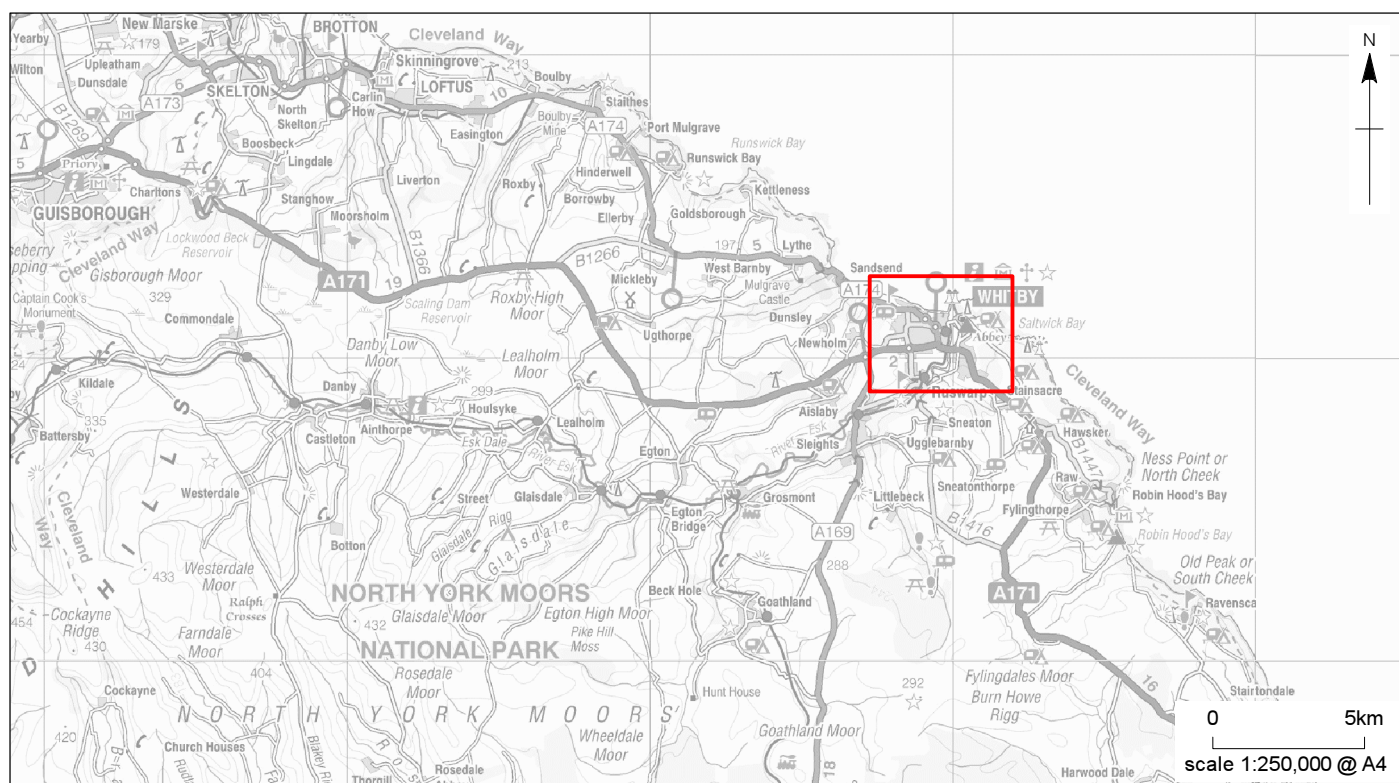 New Marske
BROTTON
Cleveland Way
N
Yearby
179
4
Skinningrove
213
Boulby
Wilton
Upleatham
6
LOFTUS
10
Staithes
Dunsdale
SKELTON
Carlin
How
A173
North
Skelton
Easington
Boulby
Mine
A174
Port Mulgrave
B1269
Boosbeck
Runswick Bay
5
Priory
Lingdale
Hinderwell
Runswick Bay
Charltons
Liverton
Roxby
Kettleness
Stanghow
Borrowby
GUISBOROUGH
Moorsholm
Ellerby
Goldsborough
Cleveland Way
Lockwood Beck
Reservoir
B1366
B1266
197
5
Lythe
Gisborough Moor
A171
19
Mickleby
West Barnby
Sandsend
Captain Cook's
Monument
329
Scaling Dam
Reservoir
Roxby High
Moor
Mulgrave
Castle
A174
WHITBY
Commondale
Ugthorpe
Dunsley
Saltwick Bay
Danby Low
Moor
Lealholm
Moor
Newholm
Abbey
24
Kildale
Danby
299
2
Ruswarp
Stainsacre
Cleveland Way
335
Houlsyke
Aislaby
Battersby
Ainthorpe
Lealholm
Sneaton
Hawsker
Castleton
Esk Dale
River Esk
Egton
River Esk
Sleights
Ugglebarnby
B1447
Ness Point or
North Cheek
Cleveland
Way
Westerdale
Street
Glaisdale
Grosmont
Littlebeck
Sneatonthorpe
Raw
Robin Hood's Bay
Egton
Bridge
Fylingthorpe
HILLS
Glaisdale
Rigg
Glaisdale
A169
B1416
Robin Hood's Bay
Botton
288
Old Peak or
South Cheek
433
Westerdale
Moor
NORTH YORK MOORS
Beck Hole
A171
Ravensca
Cockayne
Ridge
Ralph
Crosses
Glaisdale Moor
Egton High Moor
Goathland
454
432
Pike Hill
Moss
430
Farndale
Moor
NATIONAL PARK
D
404
Rosedale
Moor
292
Fylingdales Moor
Cockayne
Hunt House
Burn Howe
Rigg
16
Staintondale
NORTH YORK MOORS
Wheeldale
Moor
Goathland Moor
0
5km
420
Church Houses
Blakey
18
scale 1:250,000 @ A4
Thorgill
Rosedale
Harwood Dale